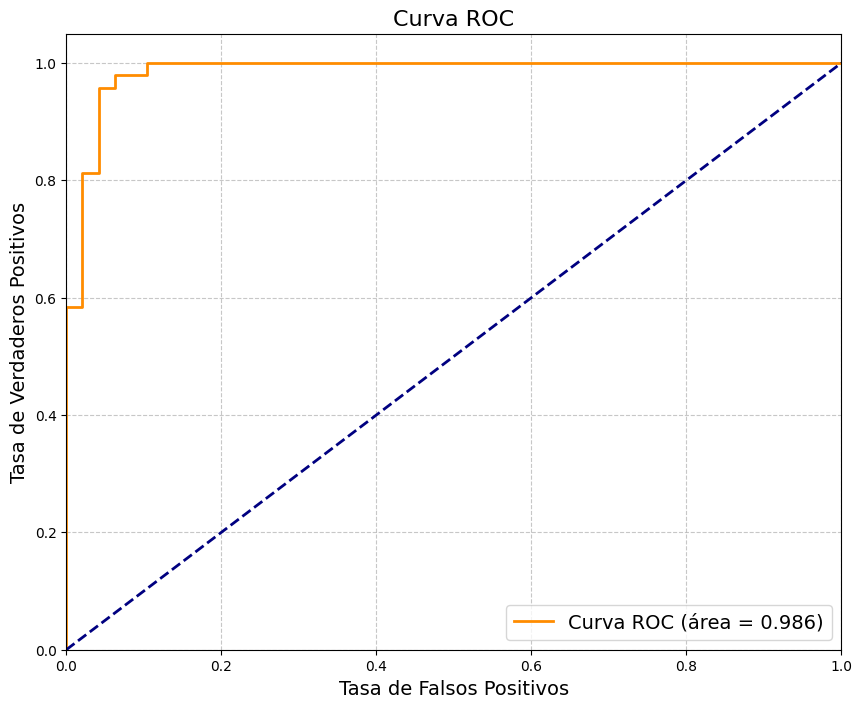 Curva ROC
Tasa de Verdaderos Positivos
1.0
0.8
0.6
0.4
0.2
0.0
Curva ROC (área = 0.986)
0.0 0.2 0.4 0.6 0.8 1.0
Tasa de Falsos Positivos